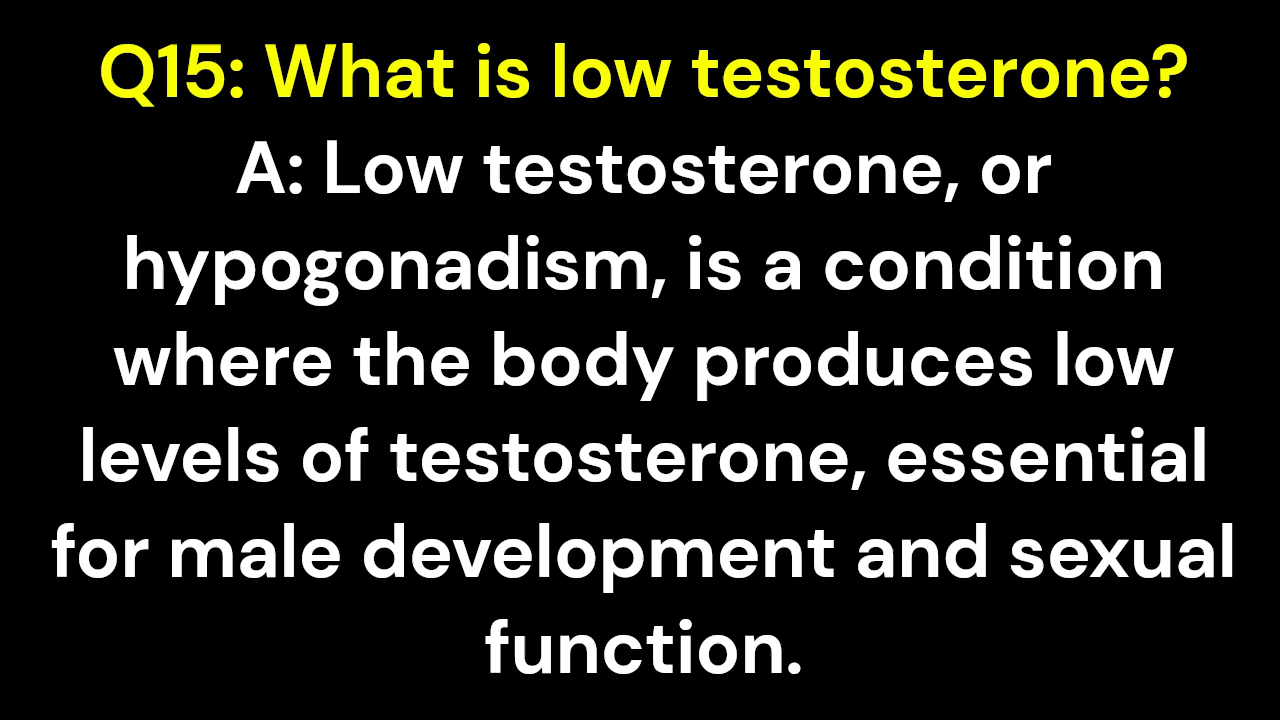 Q15: What is low testosterone?
A: Low testosterone, or
hypogonadism, is a condition
where the body produces low
levels of testosterone, essential
for male development and sexual
function.